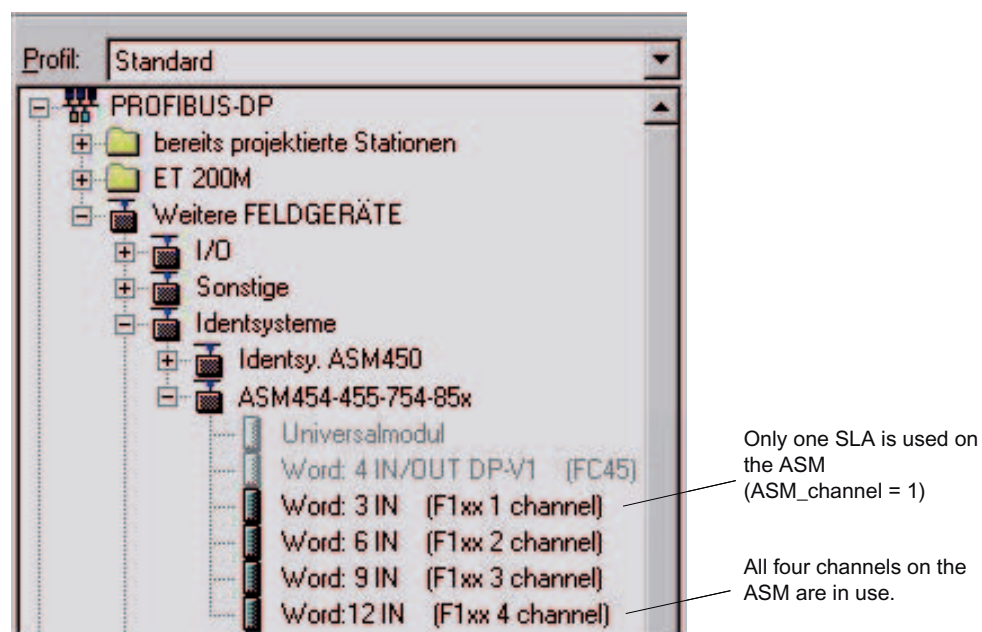 Profil: Standard
PROFIBUS-DP
bereits projektierte Stationen
ET 200M
Weitere FELDGERÄTE
I/O
Sonstige
Identsysteme
Identsy. ASM450
ASM454-455-754-85x
Universalmodul
Word: 4 IN/OUT DP-V1 (FC45)
Word: 3 IN (F1xx 1 channel)
Word: 6 IN (F1xx 2 channel)
Word: 9 IN (F1xx 3 channel)
Word:12 IN (F1xx 4 channel)
Only one SLA is used on
the ASM
(ASM_channel = 1)
All four channels on the
ASM are in use.